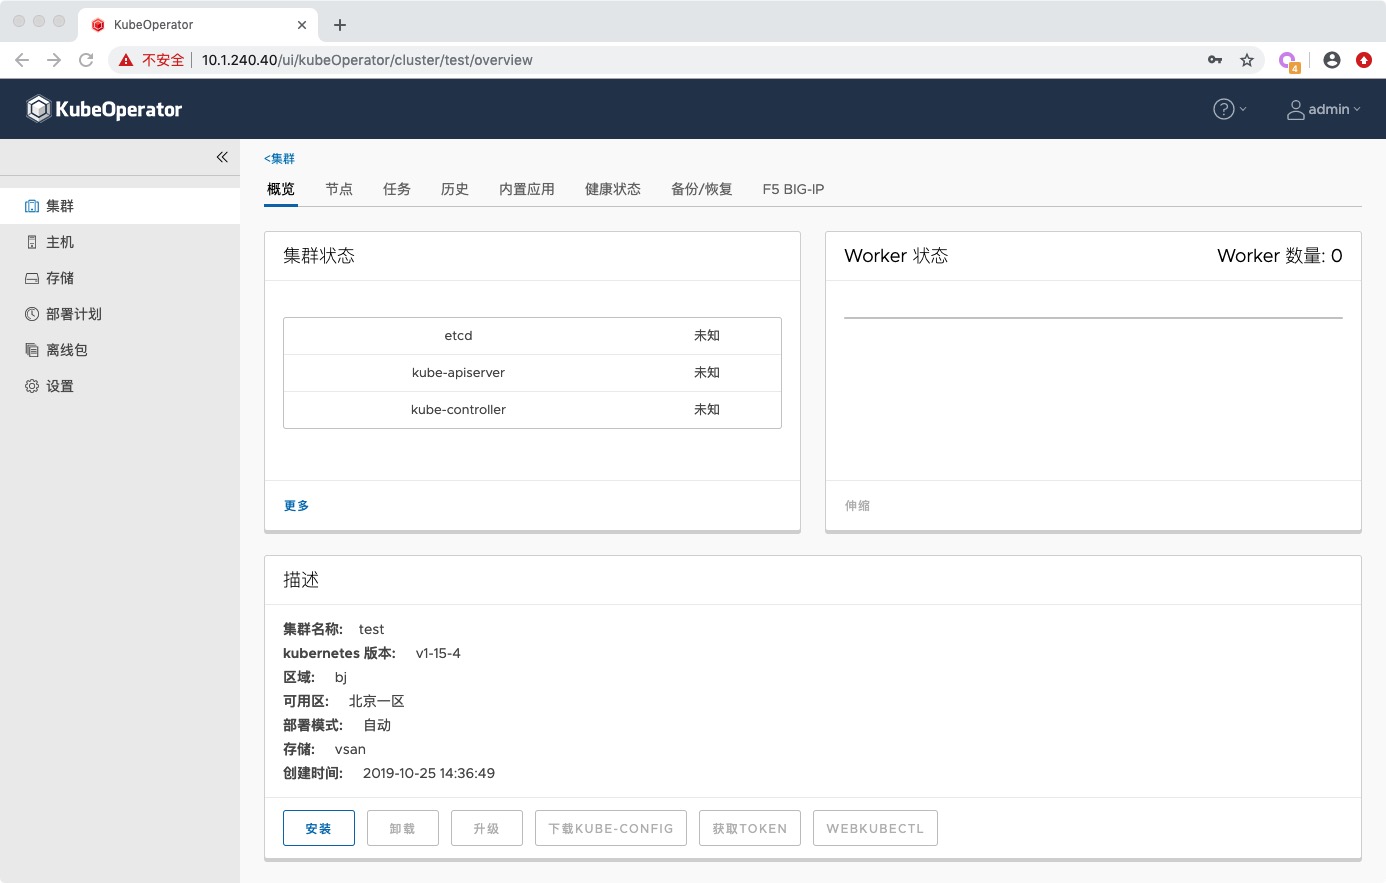 KubeOperator
不安全 10.1.240.40/ui/kubeOperator/cluster/test/overview
4
KubeOperator
? admin
<集群
概览 节点 任务 历史 内置应用 健康状态 备份/恢复 F5 BIG-IP
集群
主机
存储
部署计划
离线包
设置
集群状态
etcd 未知
kube-apiserver 未知
kube-controller 未知
更多
Worker 状态 Worker 数量: 0
伸缩
描述
集群名称: test
kubernetes 版本: v1-15-4
区域: bj
可用区: 北京一区
部署模式: 自动
存储: vsan
创建时间: 2019-10-25 14:36:49
安装 卸载 升级 下载KUBE-CONFIG 获取TOKEN WEBKUBECTL